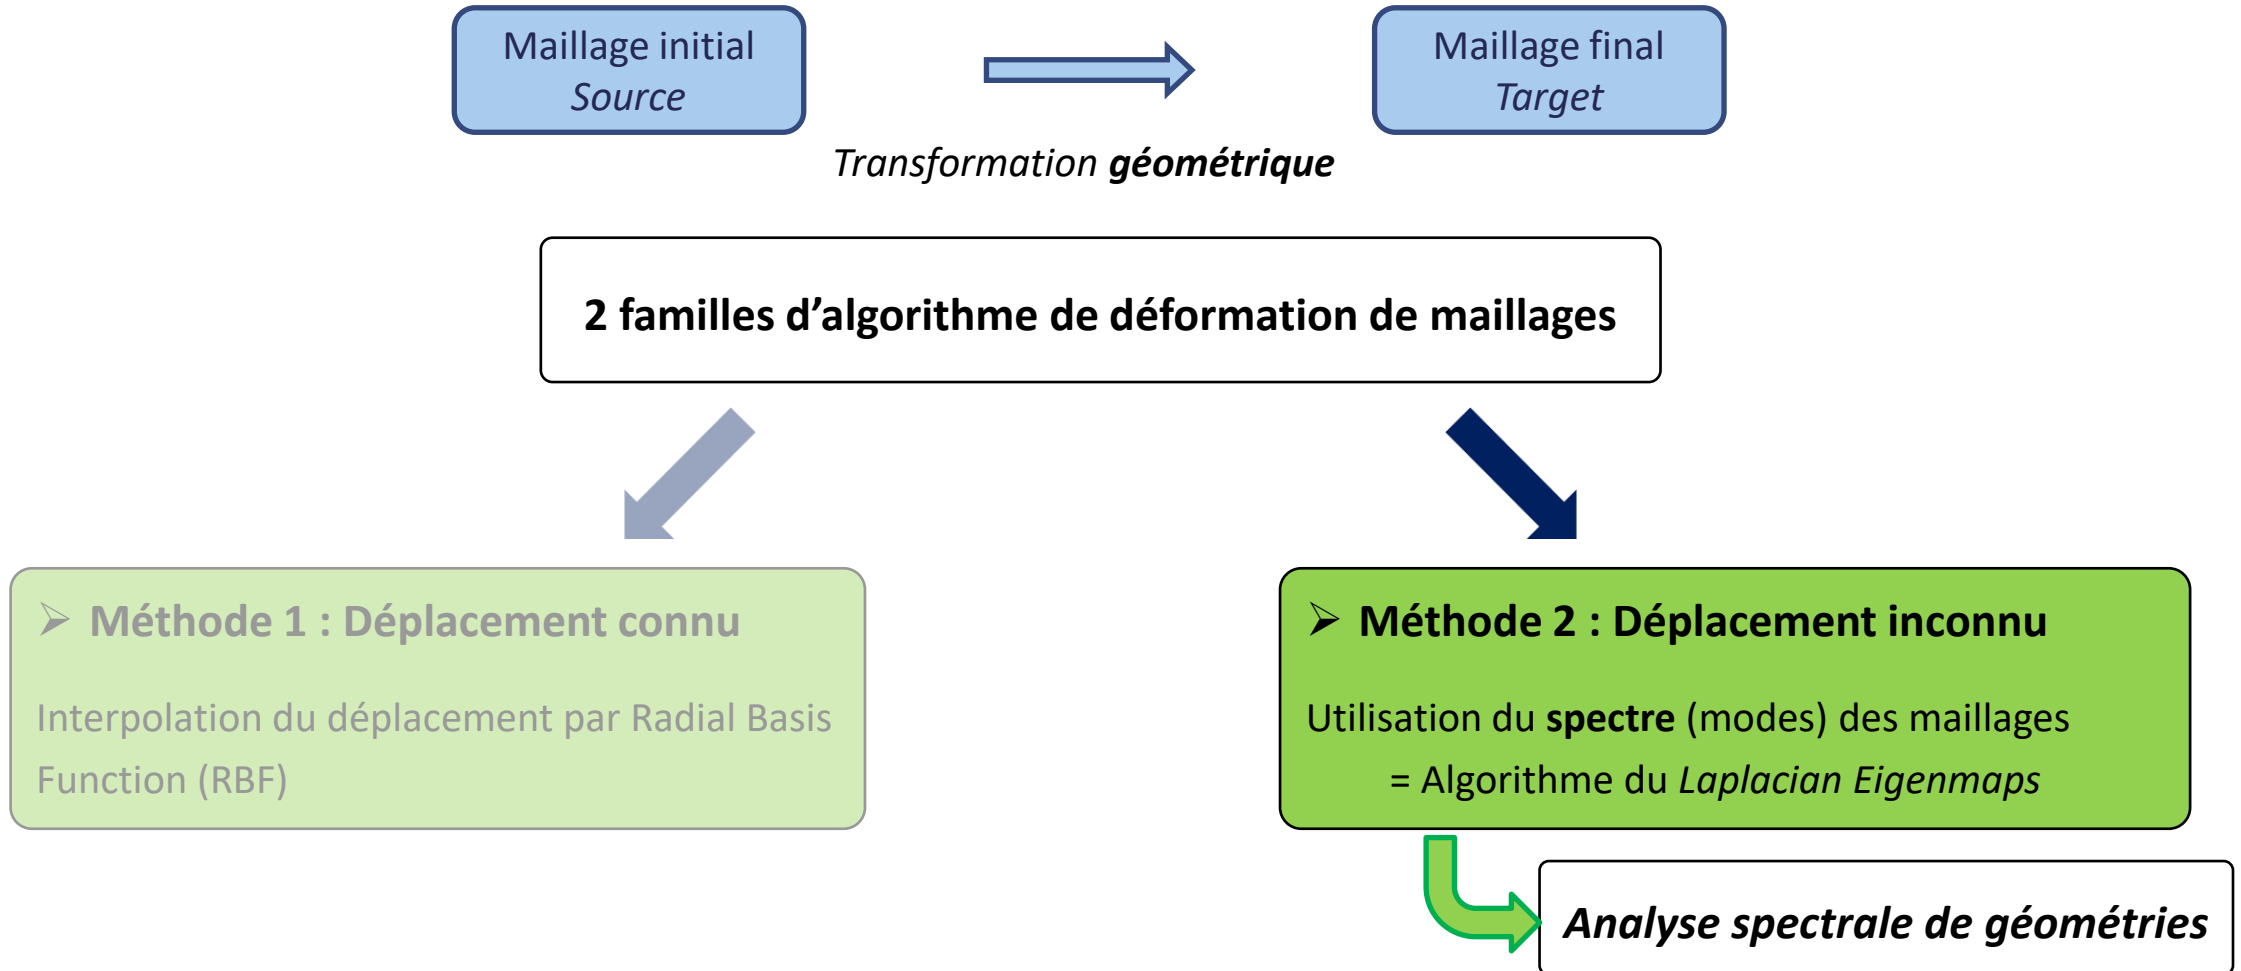 Maillage initial
Source
Maillage final
Target
Transformation géométrique
2 familles d’algorithme de déformation de maillages
➢ Méthode 1 : Déplacement connu
Interpolation du déplacement par Radial Basis
Function (RBF)
➢ Méthode 2 : Déplacement inconnu
Utilisation du spectre (modes) des maillages
= Algorithme du Laplacian Eigenmaps
Analyse spectrale de géométries